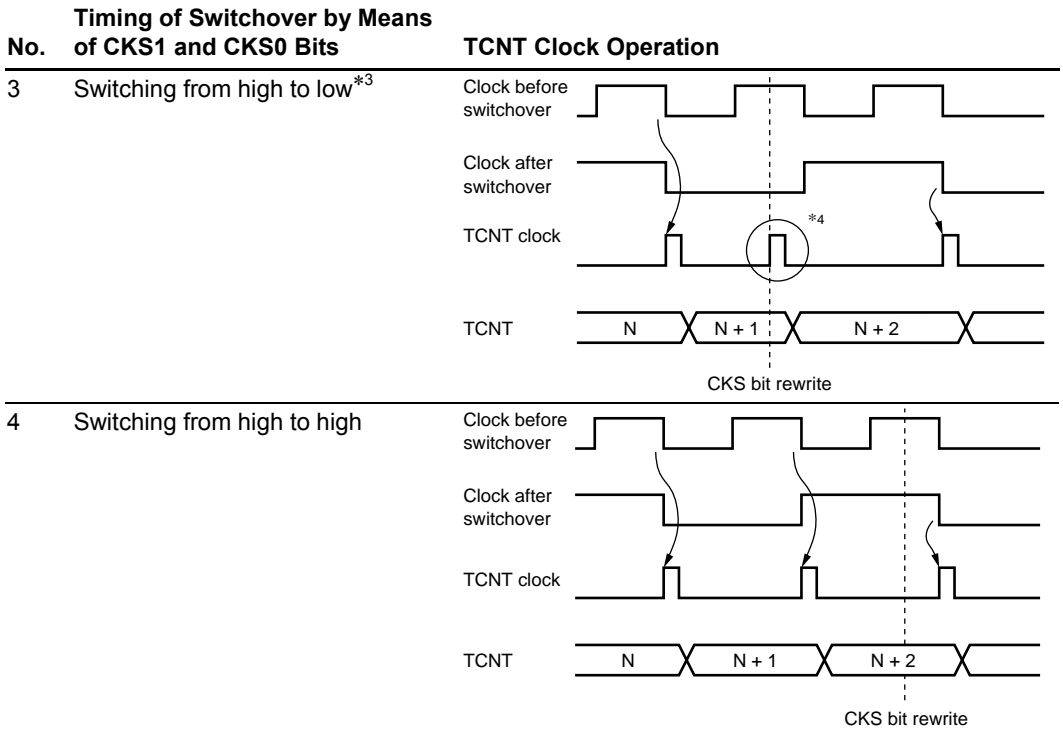 No.
Timing of Switchover by Means
of CKS1 and CKS0 Bits
TCNT Clock Operation
3
Switching from high to low*3
Clock before
switchover
Clock after
switchover
*4
TCNT clock
TCNT
N
N + 1
N + 2
CKS bit rewrite
4
Switching from high to high
Clock before
switchover
Clock after
switchover
TCNT clock
TCNT
N
N + 1
N + 2
CKS bit rewrite